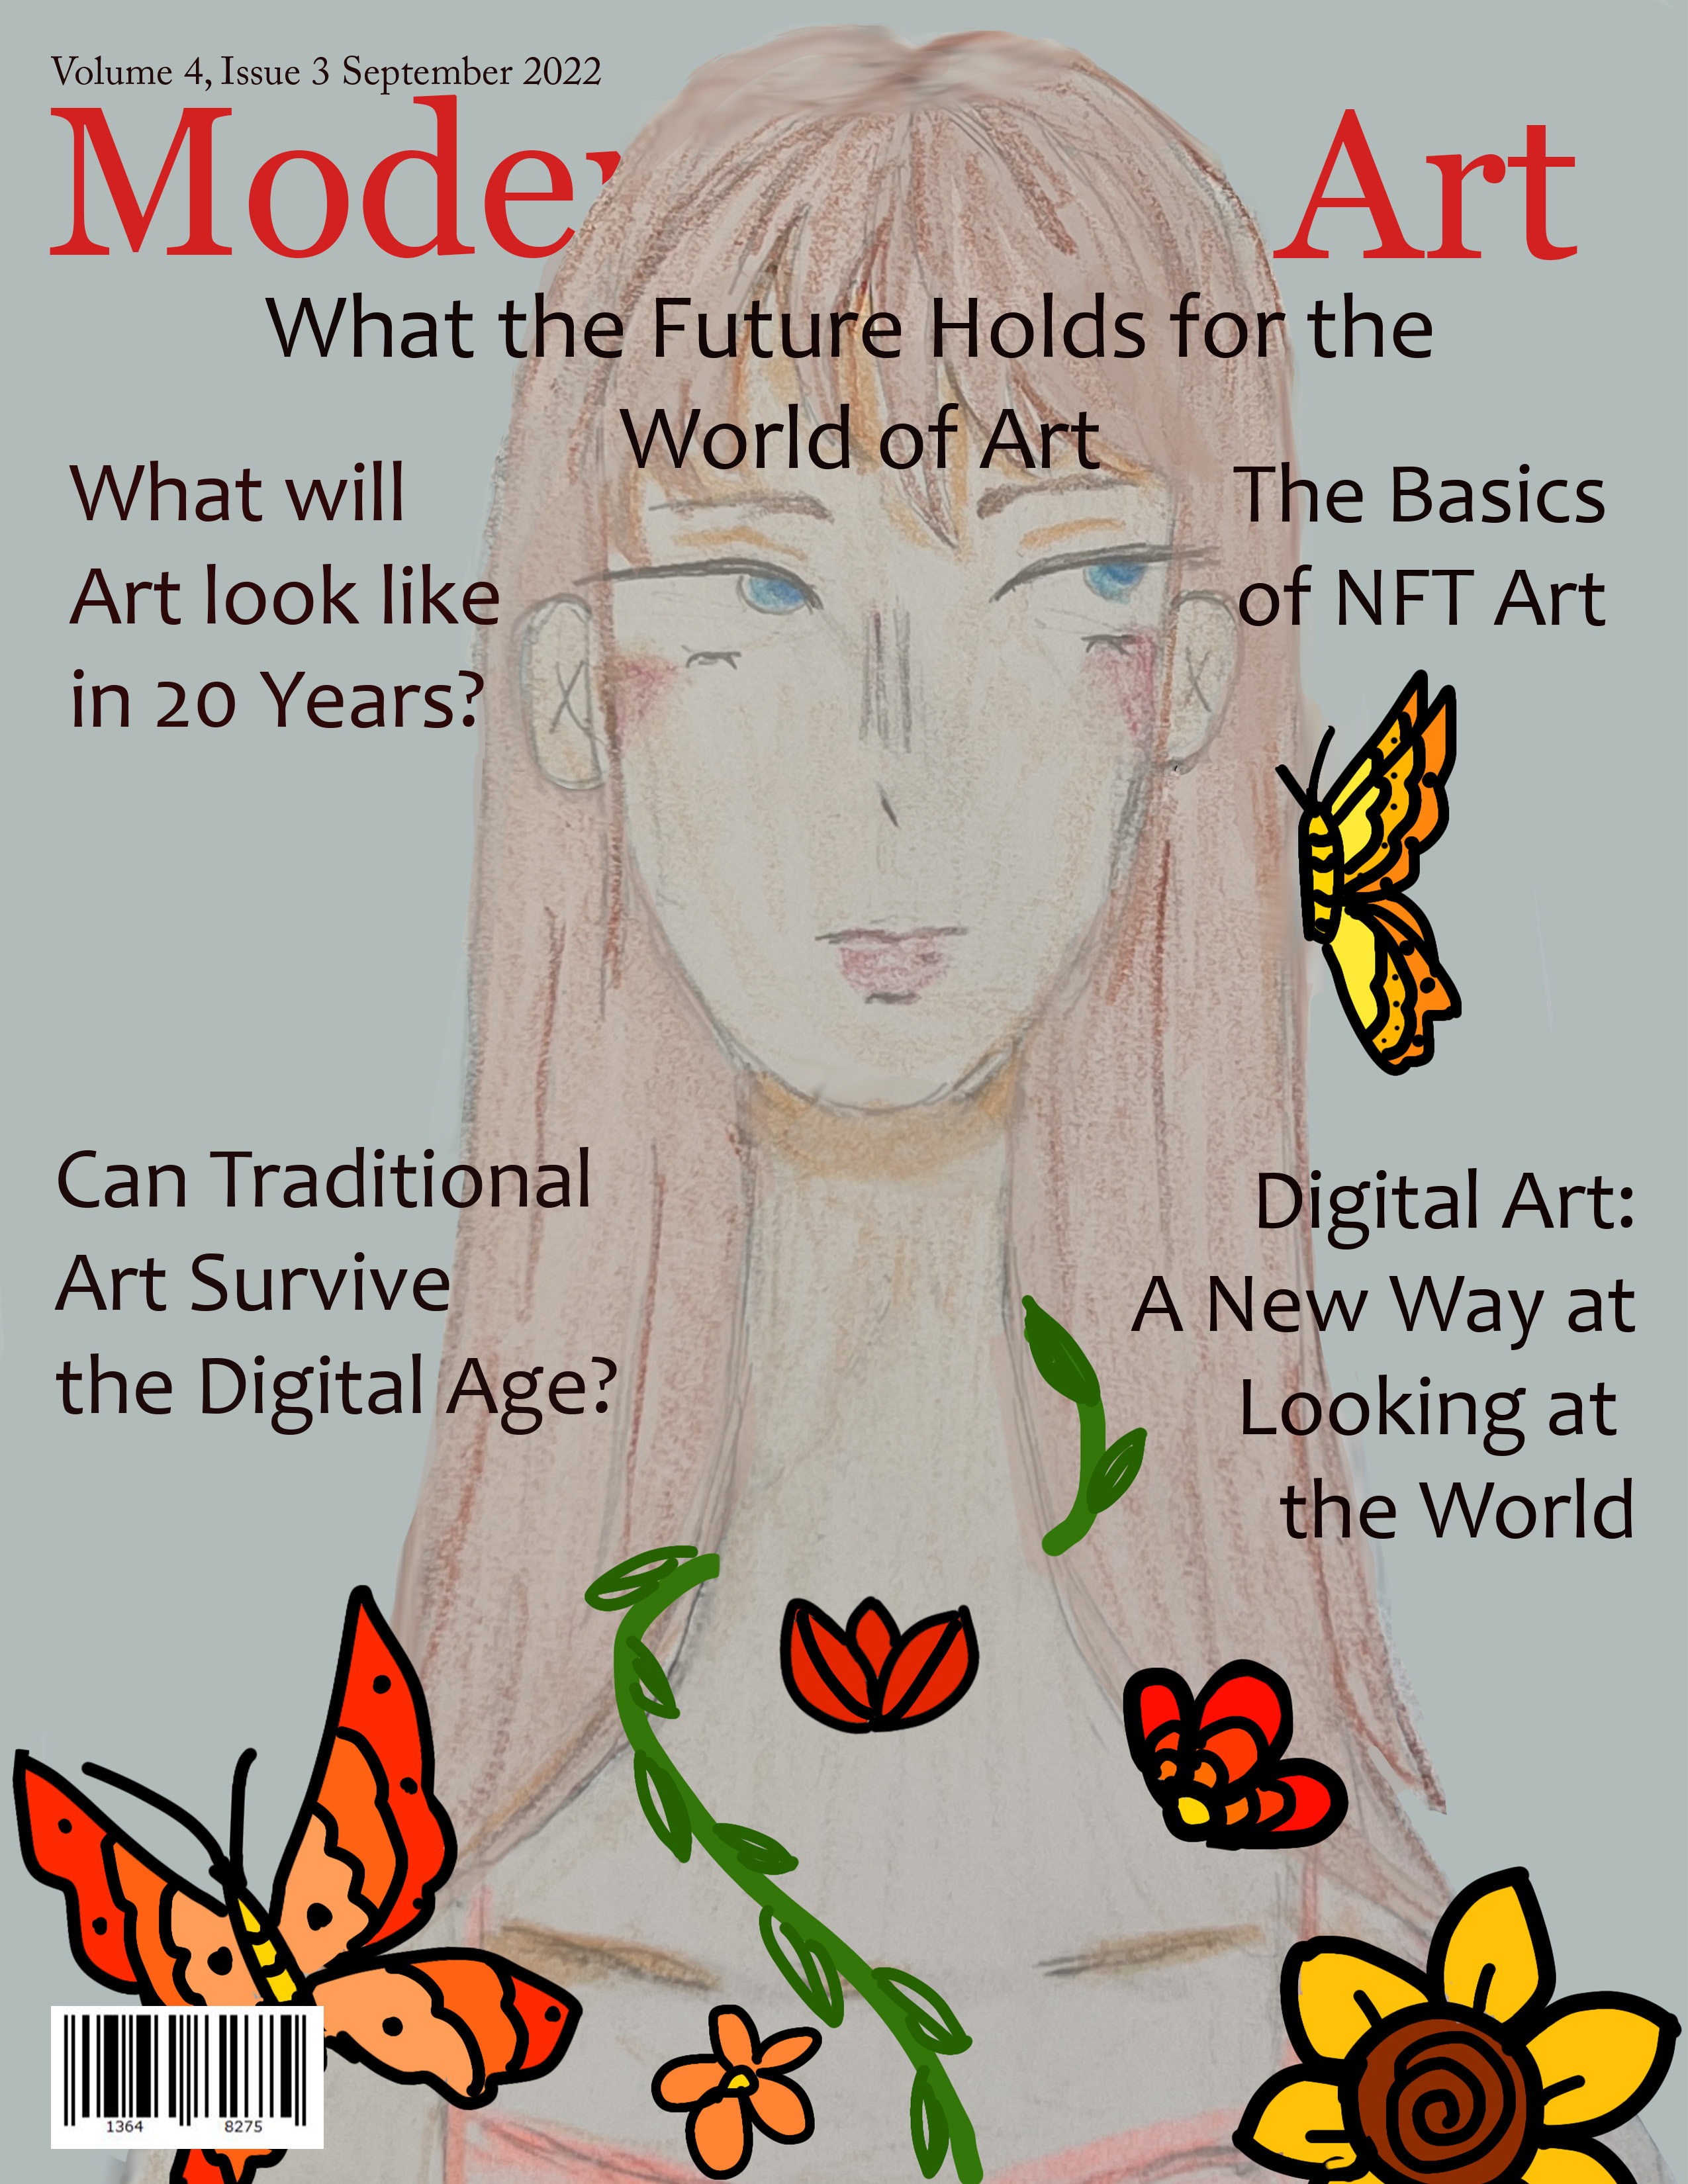 Volume 4, Issue 3 September 2022
Moder Art
What the Future Holds for the
World of Art
What will
Art look like
in 20 Years?
The Basics
of NFT Art
Can Traditional
Art Survive
the Digital Age?
Digital Art:
A New Way at
Looking at
the World
1364 8275